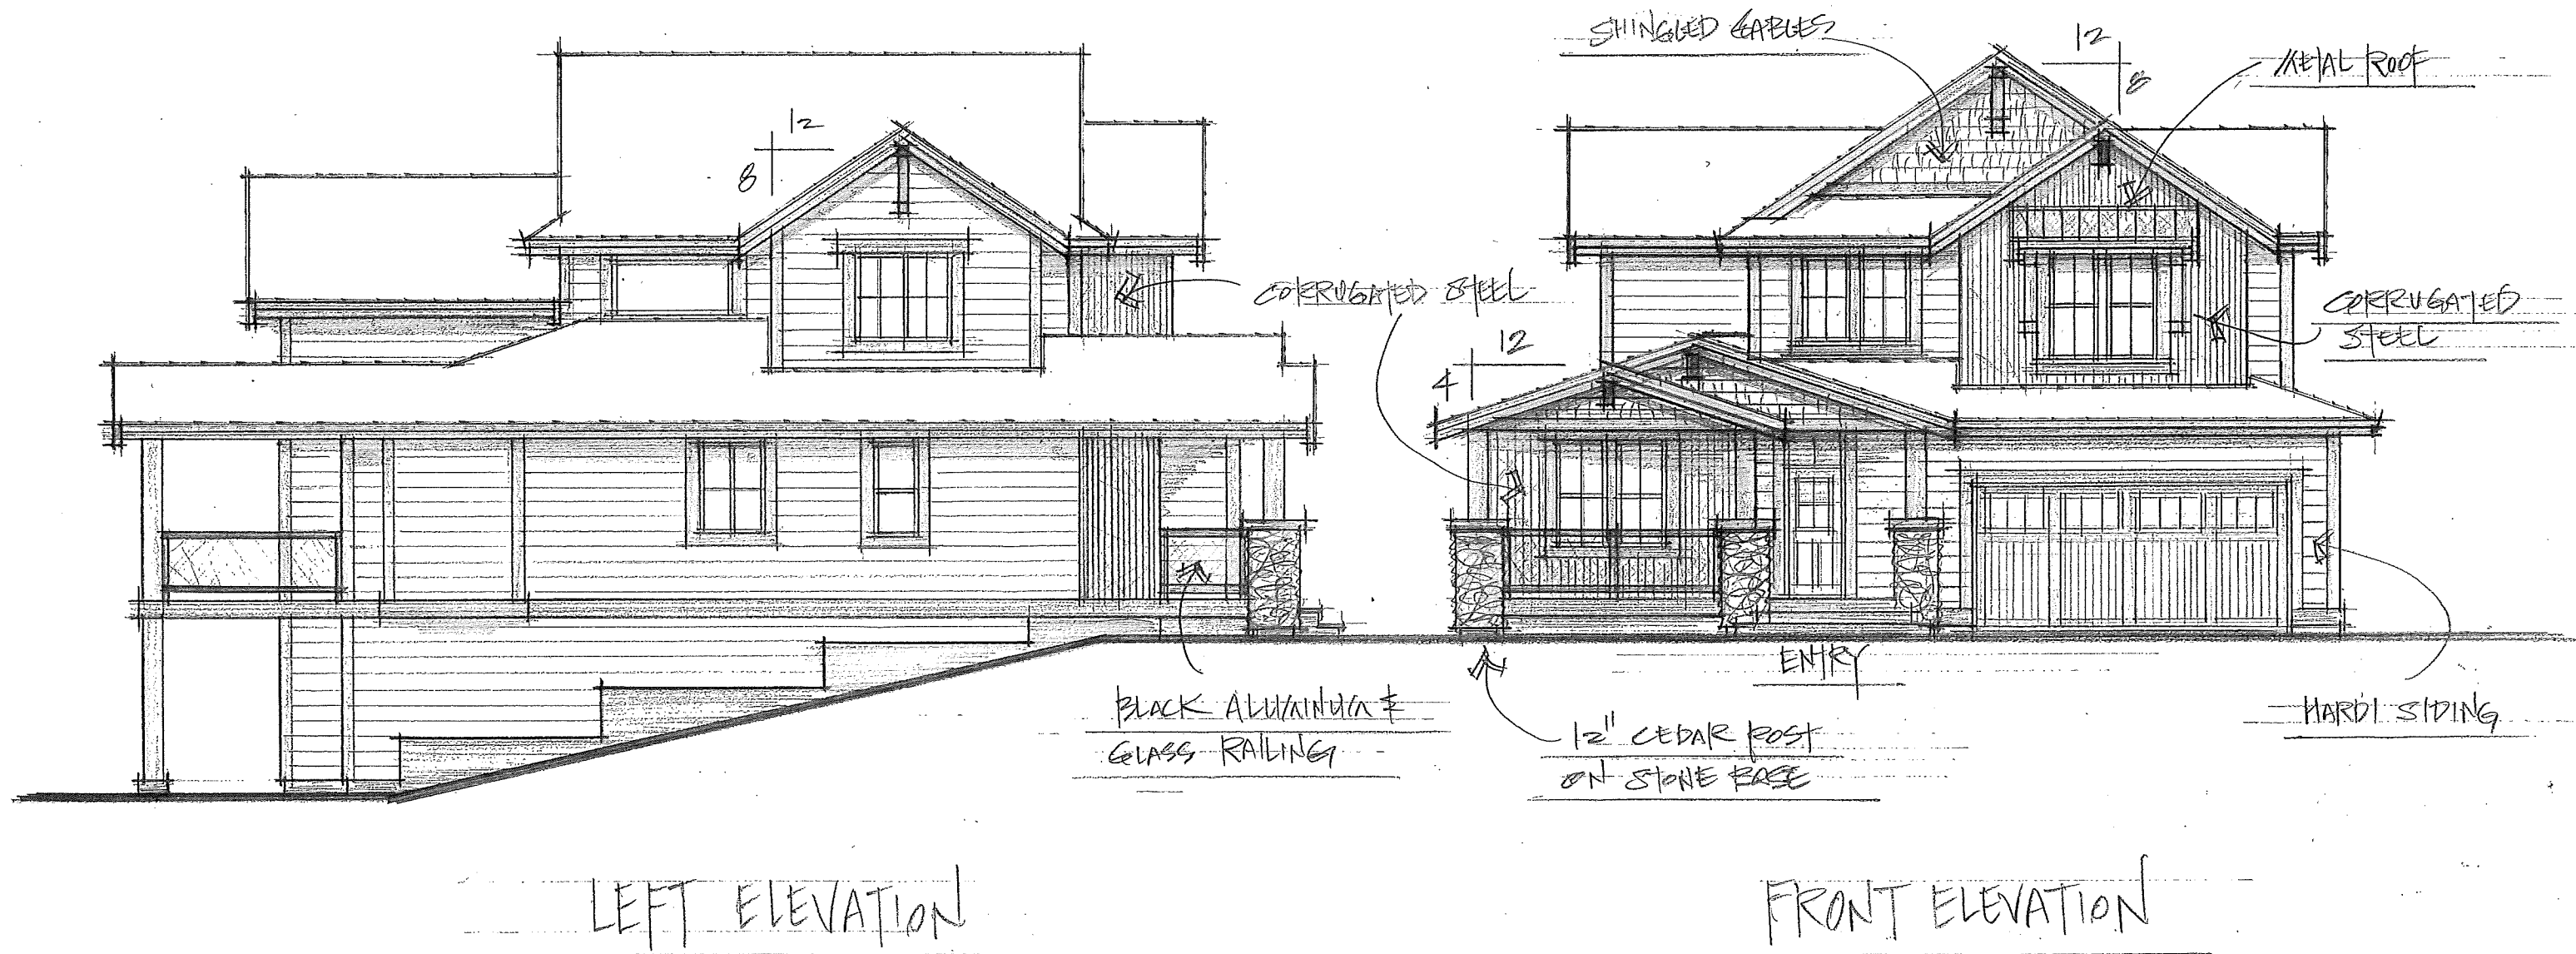 SHINGLED GABLES
12
8
METAL ROOF
12
8
CORRUGATED STEEL
CORRUGATED
STEEL
12
4
ENTRY
BLACK ALUMINUM &
GLASS RAILING
12" CEDAR POST
ON STONE BASE
HARDI SIDING
LEFT ELEVATION
FRONT ELEVATION